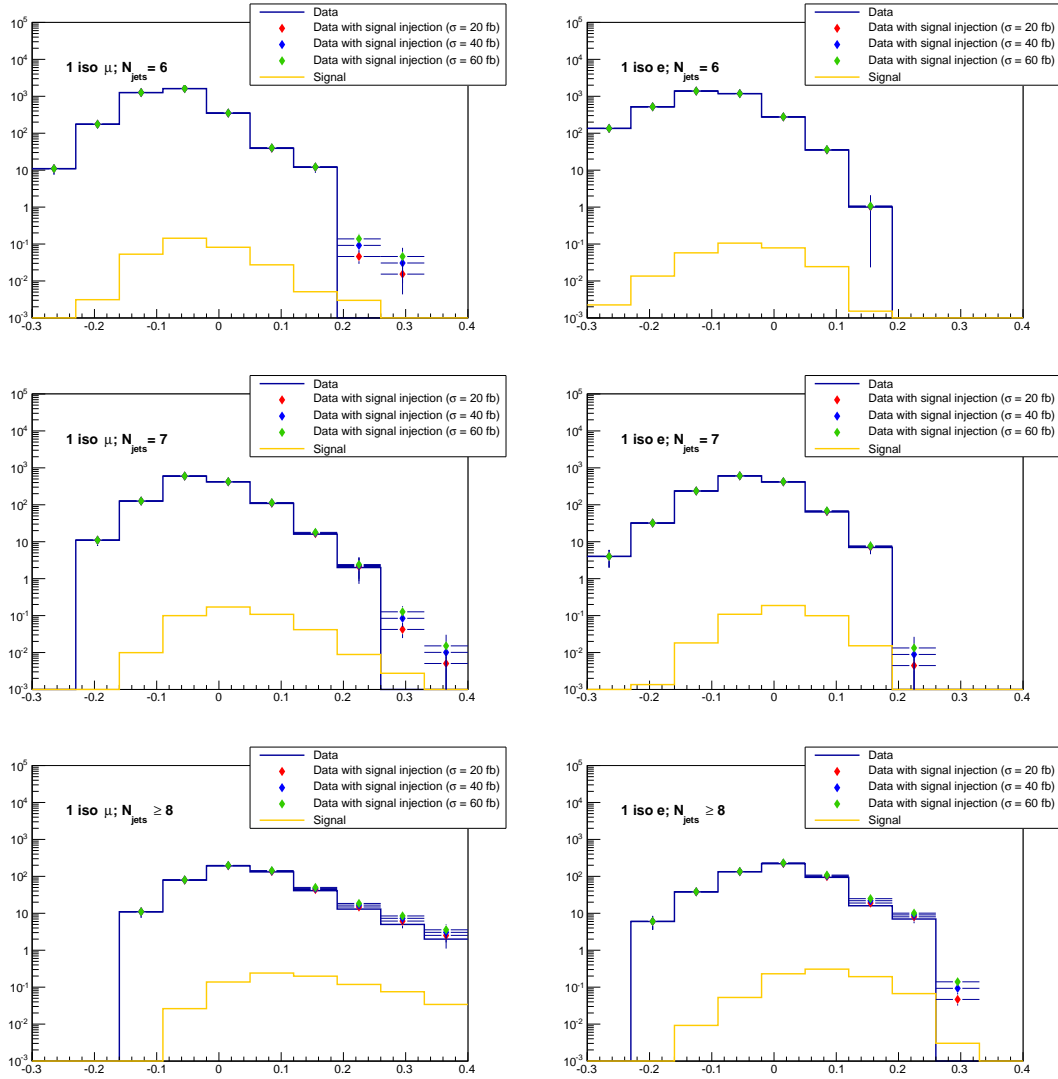 Data
Data with signal injection (σ = 20 fb)
Data with signal injection (σ = 40 fb)
Data with signal injection (σ = 60 fb)
Signal
1 iso μ; N_jets = 6
10^5
10^4
10^3
10^2
10
1
10^-1
10^-2
10^-3
-0.3 -0.2 -0.1 0 0.1 0.2 0.3 0.4
Data
Data with signal injection (σ = 20 fb)
Data with signal injection (σ = 40 fb)
Data with signal injection (σ = 60 fb)
Signal
1 iso e; N_jets = 6
10^5
10^4
10^3
10^2
10
1
10^-1
10^-2
10^-3
-0.3 -0.2 -0.1 0 0.1 0.2 0.3 0.4
Data
Data with signal injection (σ = 20 fb)
Data with signal injection (σ = 40 fb)
Data with signal injection (σ = 60 fb)
Signal
1 iso μ; N_jets = 7
10^5
10^4
10^3
10^2
10
1
10^-1
10^-2
10^-3
-0.3 -0.2 -0.1 0 0.1 0.2 0.3 0.4
Data
Data with signal injection (σ = 20 fb)
Data with signal injection (σ = 40 fb)
Data with signal injection (σ = 60 fb)
Signal
1 iso e; N_jets = 7
10^5
10^4
10^3
10^2
10
1
10^-1
10^-2
10^-3
-0.3 -0.2 -0.1 0 0.1 0.2 0.3 0.4
Data
Data with signal injection (σ = 20 fb)
Data with signal injection (σ = 40 fb)
Data with signal injection (σ = 60 fb)
Signal
1 iso μ; N_jets ≥ 8
10^5
10^4
10^3
10^2
10
1
10^-1
10^-2
10^-3
-0.3 -0.2 -0.1 0 0.1 0.2 0.3 0.4
Data
Data with signal injection (σ = 20 fb)
Data with signal injection (σ = 40 fb)
Data with signal injection (σ = 60 fb)
Signal
1 iso e; N_jets ≥ 8
10^5
10^4
10^3
10^2
10
1
10^-1
10^-2
10^-3
-0.3 -0.2 -0.1 0 0.1 0.2 0.3 0.4